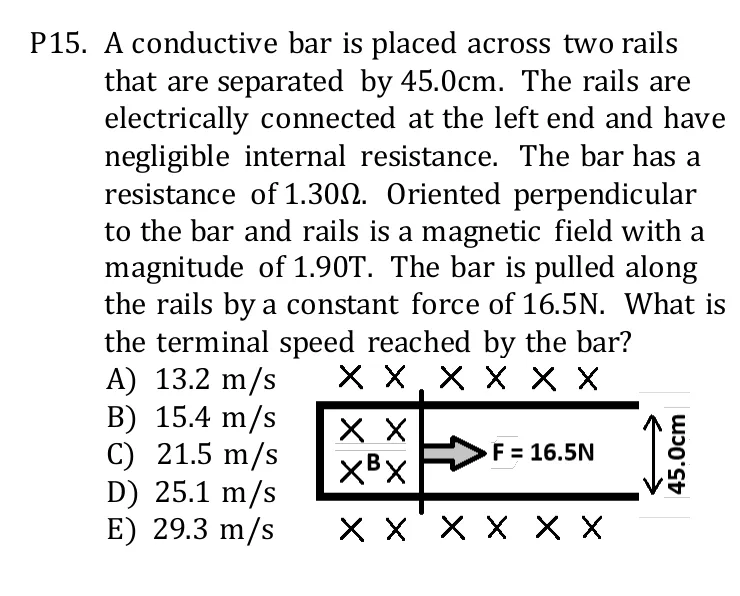 P15. A conductive bar is placed across two rails
that are separated by 45.0cm. The rails are
electrically connected at the left end and have
negligible internal resistance. The bar has a
resistance of 1.30Ω. Oriented perpendicular
to the bar and rails is a magnetic field with a
magnitude of 1.90T. The bar is pulled along
the rails by a constant force of 16.5N. What is
the terminal speed reached by the bar?
A) 13.2 m/s
B) 15.4 m/s
C) 21.5 m/s
D) 25.1 m/s
E) 29.3 m/s
B
F = 16.5N
45.0cm